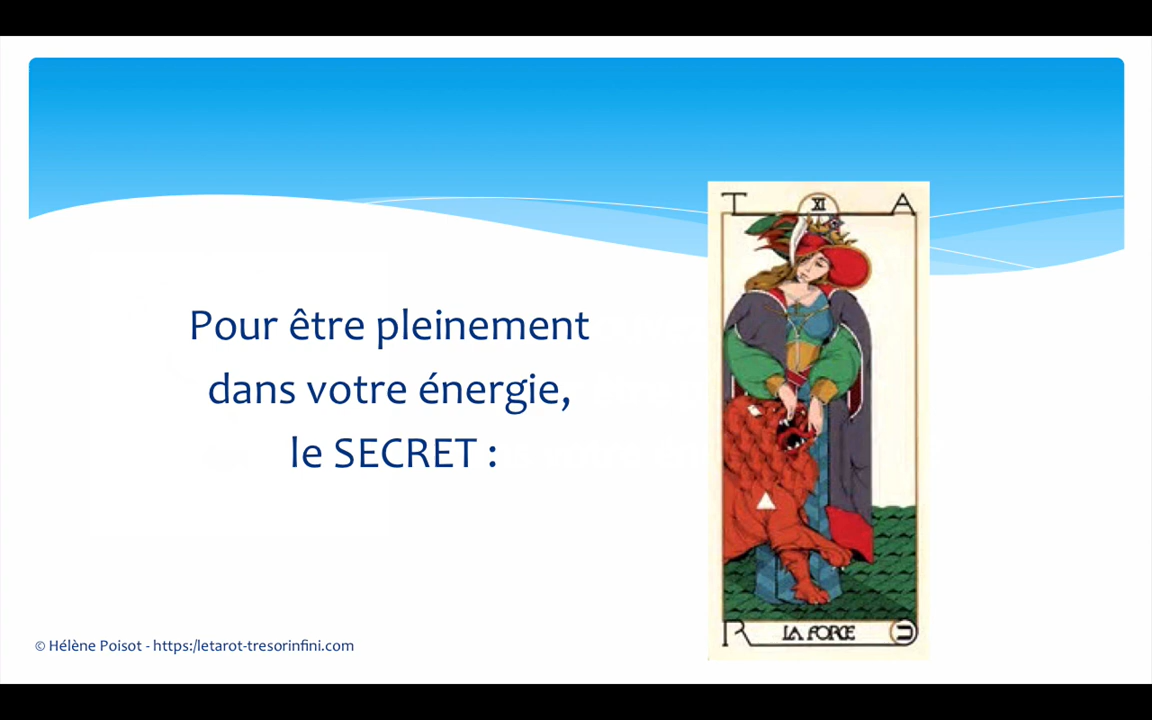 T XI A
Pour être pleinement
dans votre énergie,
le SECRET :
R LA FORCE
© Hélène Poisot - https:/letarot-tresorinfini.com